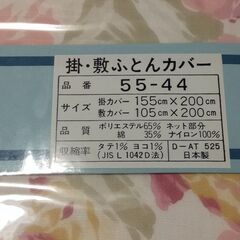 掛・敷ふとんカバー
品番 55-44
サイズ 掛カバー 155cm×200cm
敷カバー 105cm×200cm
品質 ポリエステル65% ネット部分
綿 35% ナイロン100%
収縮率 タテ1% ヨコ1% D-AT 525
(JIS L 1042D法) 日本製